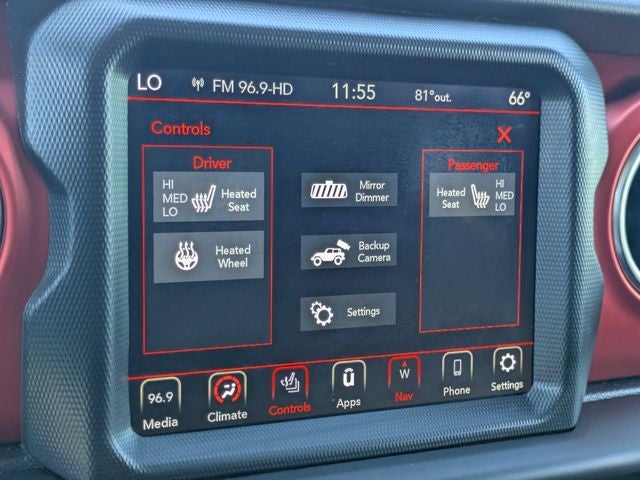 LO FM 96.9-HD 11:55 81°out. 66°
Controls X
Driver
HI
MED
LO
Heated
Seat
Heated
Wheel
Mirror
Dimmer
Backup
Camera
Settings
Passenger
Heated
Seat
HI
MED
LO
96.9
Media
Climate
Controls
u
Apps
W
Nav
Phone
Settings